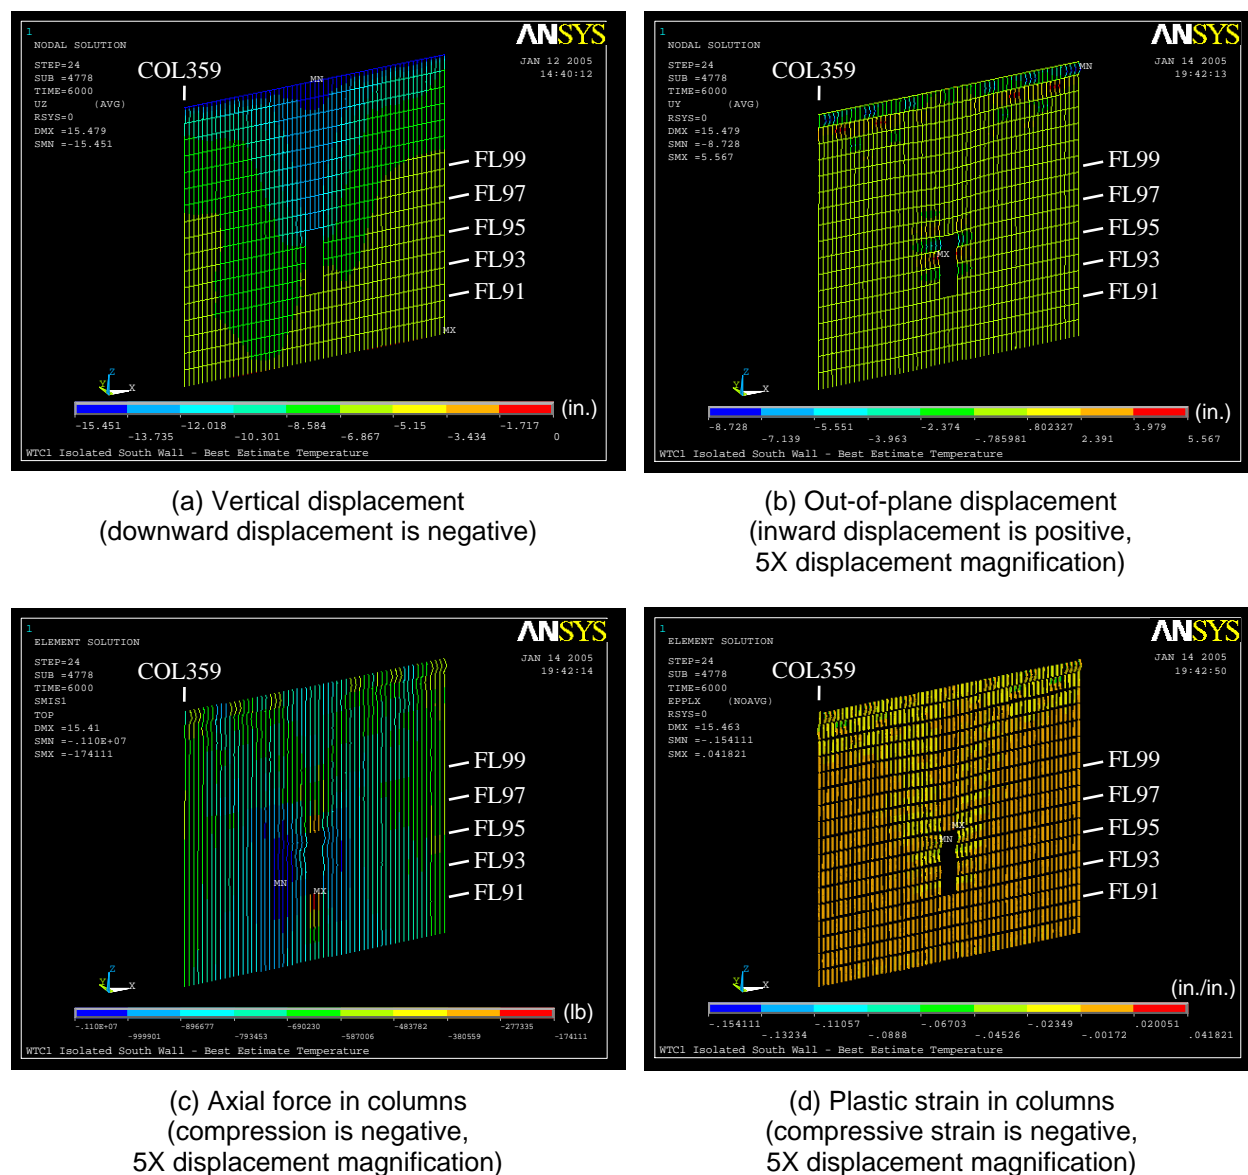 1
ANSYS
NODAL SOLUTION
JAN 12 2005
14:40:12
STEP=24
SUB =4778
TIME=6000
UZ (AVG)
RSYS=0
DMX=15.479
SMN =-15.451
COL359
MN
FL99
FL97
FL95
FL93
FL91
MX
Z
Y
X
(in.)
-15.451 -12.018 -8.584 -5.15 -1.717
-13.735 -10.301 -6.867 -3.434 0
WTC1 Isolated South Wall - Best Estimate Temperature
(a) Vertical displacement
(downward displacement is negative)
1
ANSYS
NODAL SOLUTION
JAN 14 2005
19:42:13
STEP=24
SUB =4778
TIME=6000
UY (AVG)
RSYS=0
DMX=15.479
SMN =-8.728
SMX =5.567
COL359
MN
FL99
FL97
FL95
MX
FL93
FL91
Z
Y
X
(in.)
-8.728 -5.551 -2.374 .802327 3.979
-7.139 -3.963 -.785981 2.391 5.567
WTC1 Isolated South Wall - Best Estimate Temperature
(b) Out-of-plane displacement
(inward displacement is positive,
5X displacement magnification)
1
ANSYS
ELEMENT SOLUTION
JAN 14 2005
19:42:14
STEP=24
SUB =4778
TIME=6000
SMIS1
TOP
DMX=15.41
SMN =-.110E+07
SMX =-174111
COL359
FL99
FL97
FL95
FL93
MN
MX
FL91
Z
Y
X
(lb)
-.110E+07 -896677 -690230 -483782 -277335
-999901 -793453 -587006 -380559 -174111
WTC1 Isolated South Wall - Best Estimate Temperature
(c) Axial force in columns
(compression is negative,
5X displacement magnification)
1
ANSYS
ELEMENT SOLUTION
JAN 14 2005
19:42:50
STEP=24
SUB =4778
TIME=6000
EPPLX (NOAVG)
RSYS=0
DMX=15.463
SMN =-.154111
SMX =.041821
COL359
FL99
FL97
MX
FL95
MN
FL93
FL91
Z
Y
X
(in./in.)
-.154111 -.11057 -.06703 -.02349 .020051
-.13234 -.0888 -.04526 -.00172 .041821
WTC1 Isolated South Wall - Best Estimate Temperature
(d) Plastic strain in columns
(compressive strain is negative,
5X displacement magnification)